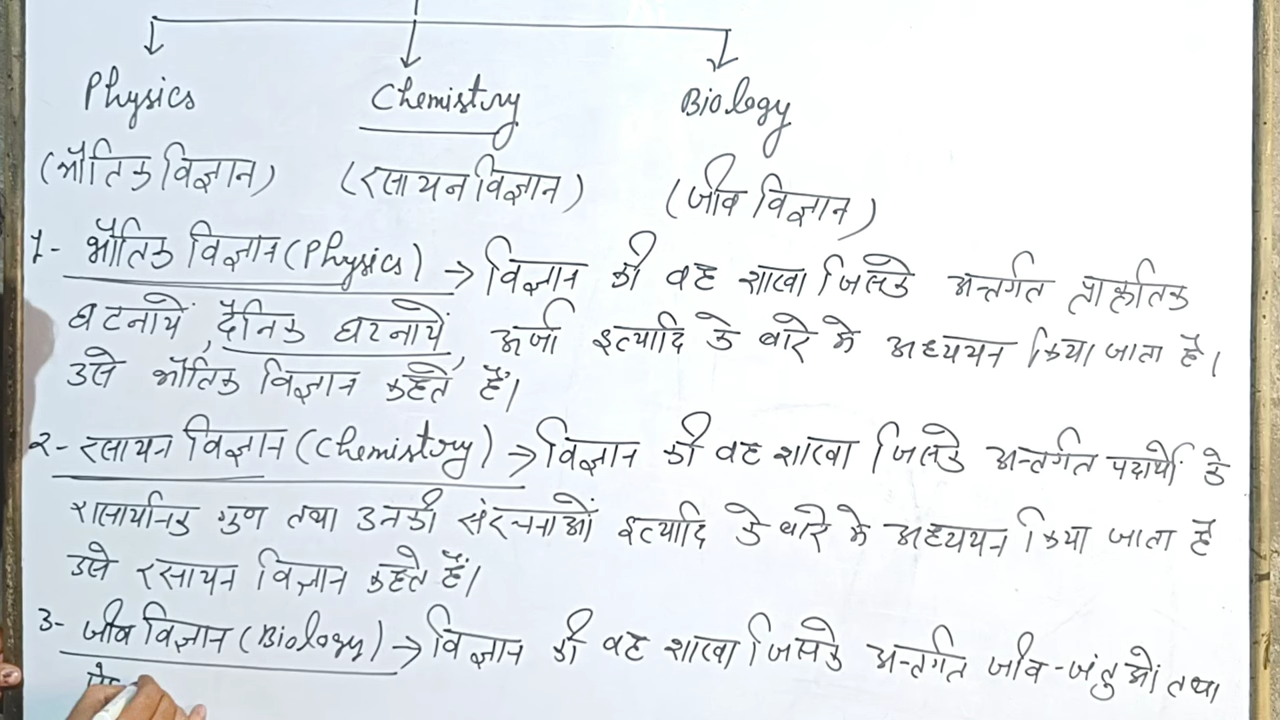 Physics Chemistry Biology
(भौतिक विज्ञान) (रसायन विज्ञान) (जीव विज्ञान)
1- भौतिक विज्ञान (Physics) → विज्ञान की वह शाखा जिसके अन्तर्गत प्राकृतिक
घटनायें, दैनिक घटनायें, ऊर्जा इत्यादि के बारे मे अध्ययन किया जाता है।
उसे भौतिक विज्ञान कहते हैं।
2- रसायन विज्ञान (Chemistry) → विज्ञान की वह शाखा जिसके अन्तर्गत पदार्थों के
रासायनिक गुण तथा उनकी संरचनाओं इत्यादि के बारे मे अध्ययन किया जाता है
उसे रसायन विज्ञान कहते हैं।
3- जीव विज्ञान (Biology) → विज्ञान की वह शाखा जिसके अन्तर्गत जीव-जंतुओं तथा